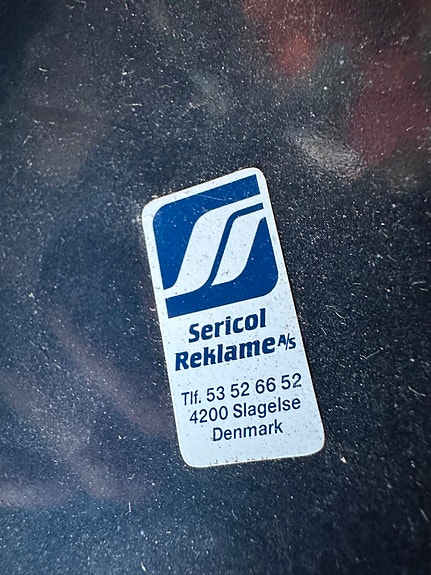 Sericol
Reklame A/S
Tlf. 53 52 66 52
4200 Slagelse
Denmark